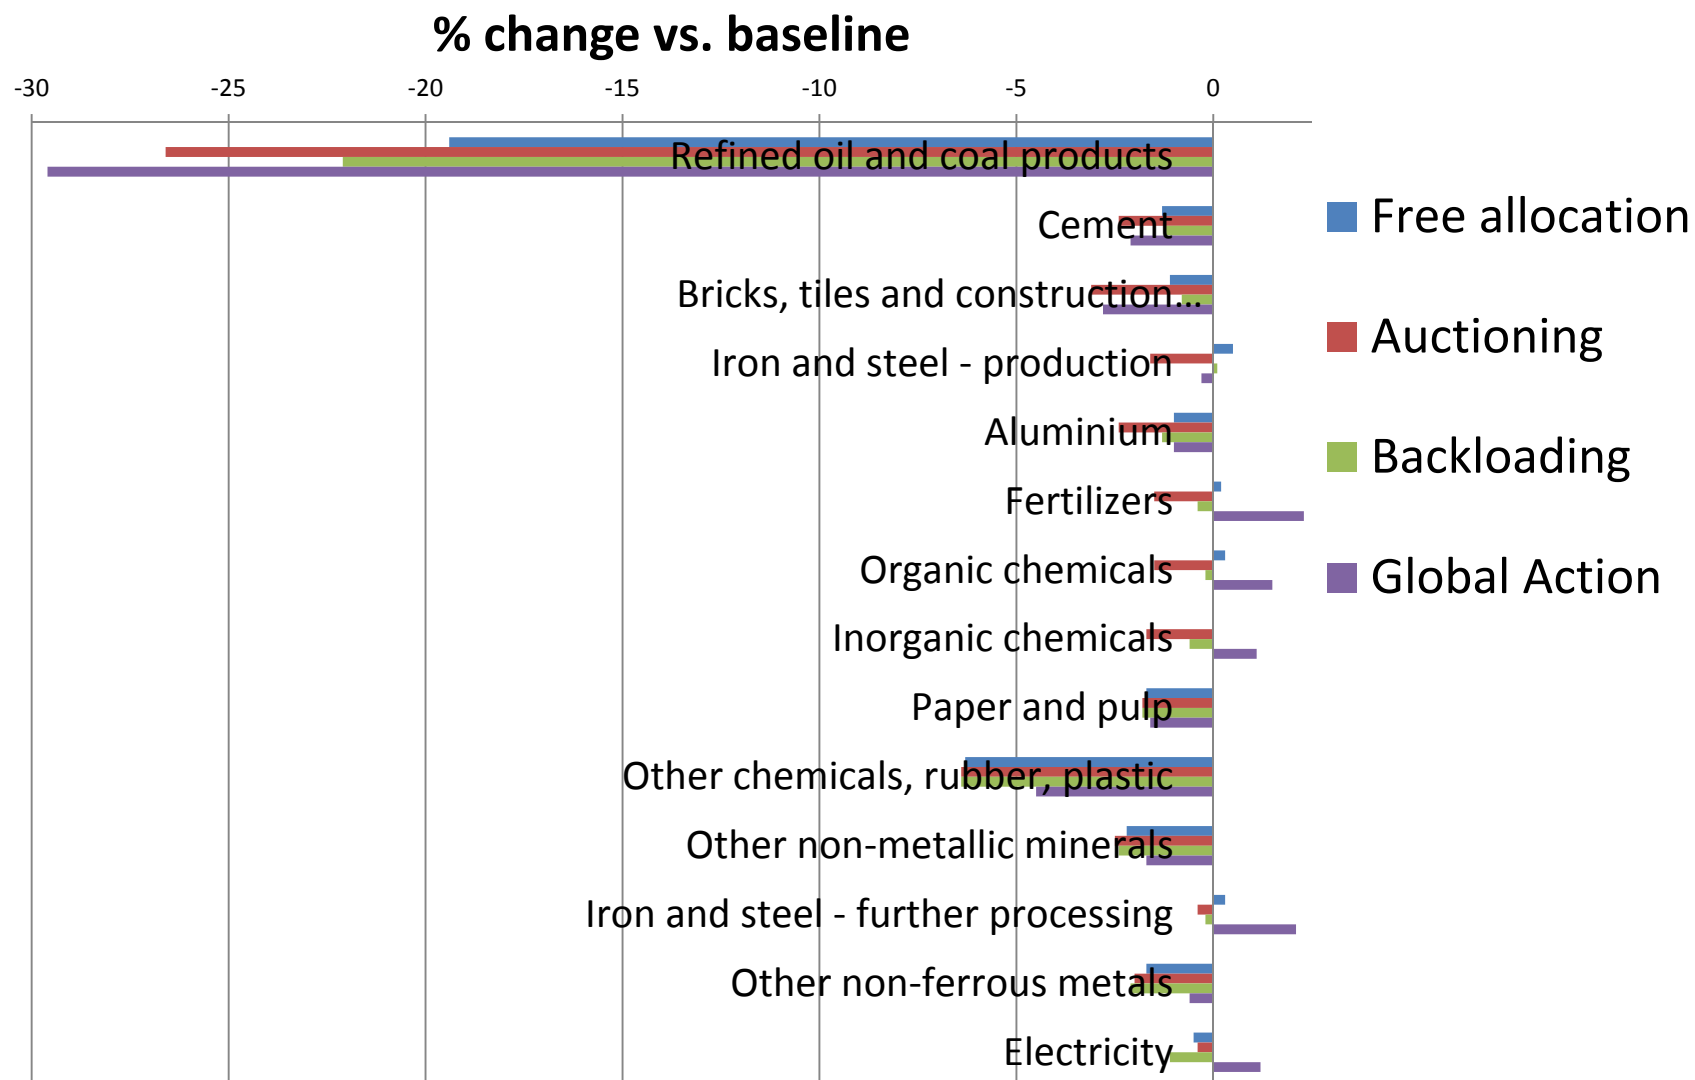 % change vs. baseline
-30 -25 -20 -15 -10 -5 0
Refined oil and coal products
Cement
Bricks, tiles and construction...
Iron and steel - production
Aluminium
Fertilizers
Organic chemicals
Inorganic chemicals
Paper and pulp
Other chemicals, rubber, plastic
Other non-metallic minerals
Iron and steel - further processing
Other non-ferrous metals
Electricity
Free allocation
Auctioning
Backloading
Global Action